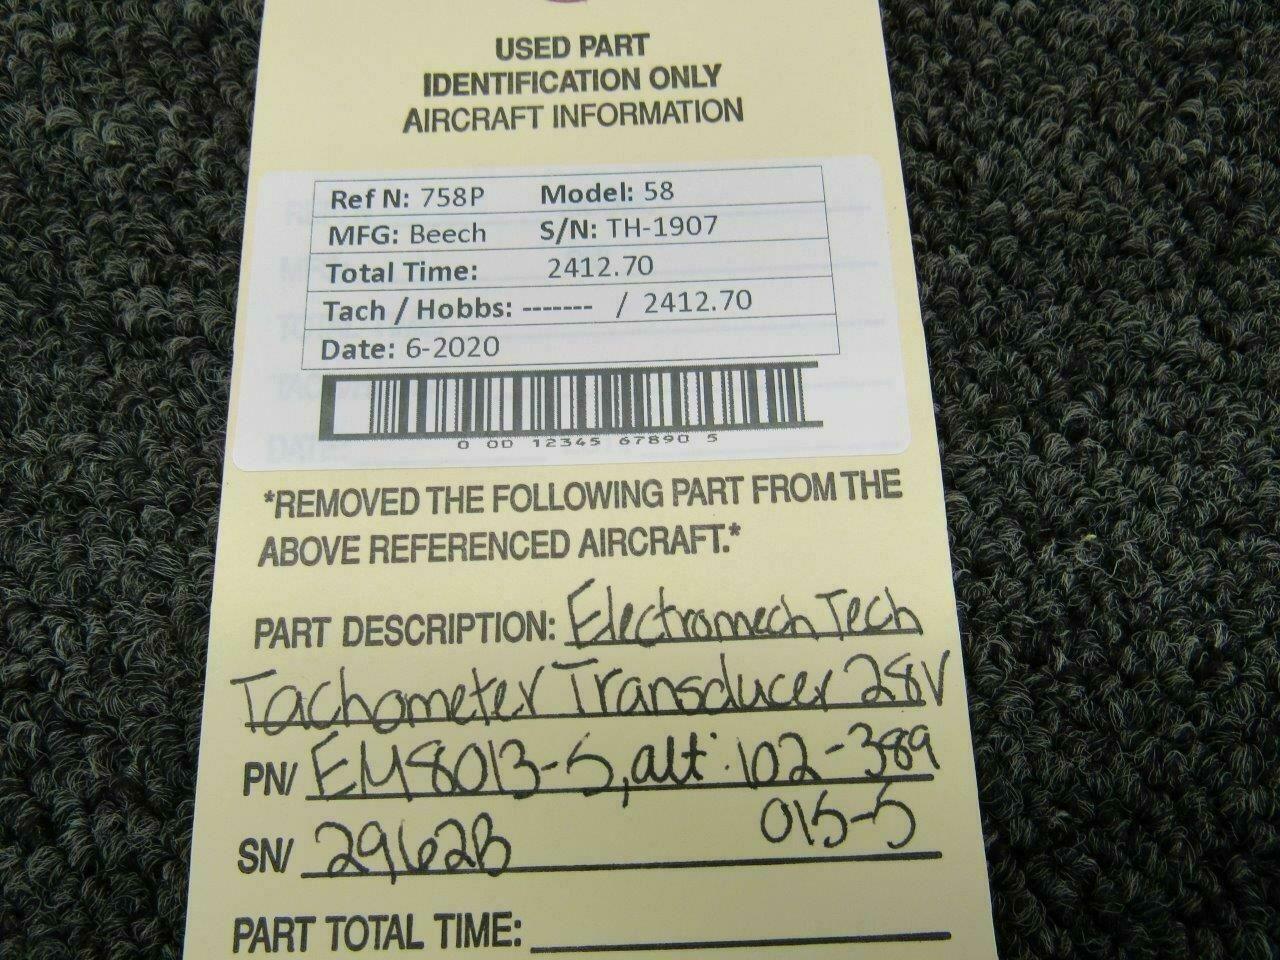 USED PART
IDENTIFICATION ONLY
AIRCRAFT INFORMATION
Ref N: 758P Model: 58
MFG: Beech S/N: TH-1907
Total Time: 2412.70
Tach / Hobbs: ------- / 2412.70
Date: 6-2020
0 00 12345 67890 5
*REMOVED THE FOLLOWING PART FROM THE
ABOVE REFERENCED AIRCRAFT.*
PART DESCRIPTION: Electromech Tech
Tachometer Transducer 28V
PN/ EM8013-5, alt: 102-389
015-5
SN/ 2962B
PART TOTAL TIME: